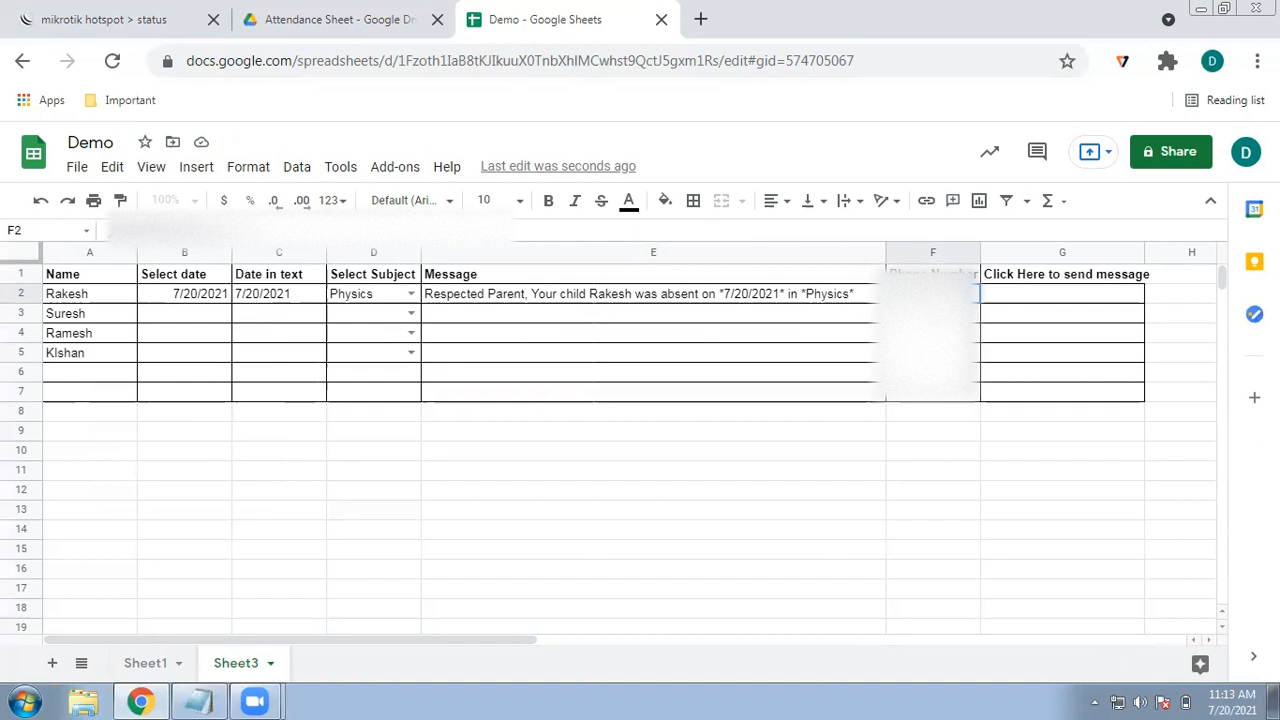 mikrotik hotspot > status
Attendance Sheet - Google Dri
Demo - Google Sheets
docs.google.com/spreadsheets/d/1Fzoth1IaB8tKJIkuuX0TnbXhIMCwhst9QctJ5gxm1Rs/edit#gid=574705067
D
Apps
Important
Reading list
Demo
File Edit View Insert Format Data Tools Add-ons Help Last edit was seconds ago
Share
D
100% $ % .0 .00 123 Default (Ari... 10 B I S A
F2
A B C D E F G H
1 Name Select date Date in text Select Subject Message Phone Number Click Here to send message
2 Rakesh 7/20/2021 7/20/2021 Physics Respected Parent, Your child Rakesh was absent on *7/20/2021* in *Physics*
3 Suresh
4 Ramesh
5 KIshan
6
7
8
9
10
11
12
13
14
15
16
17
18
19
Sheet1 Sheet3
11:13 AM
7/20/2021